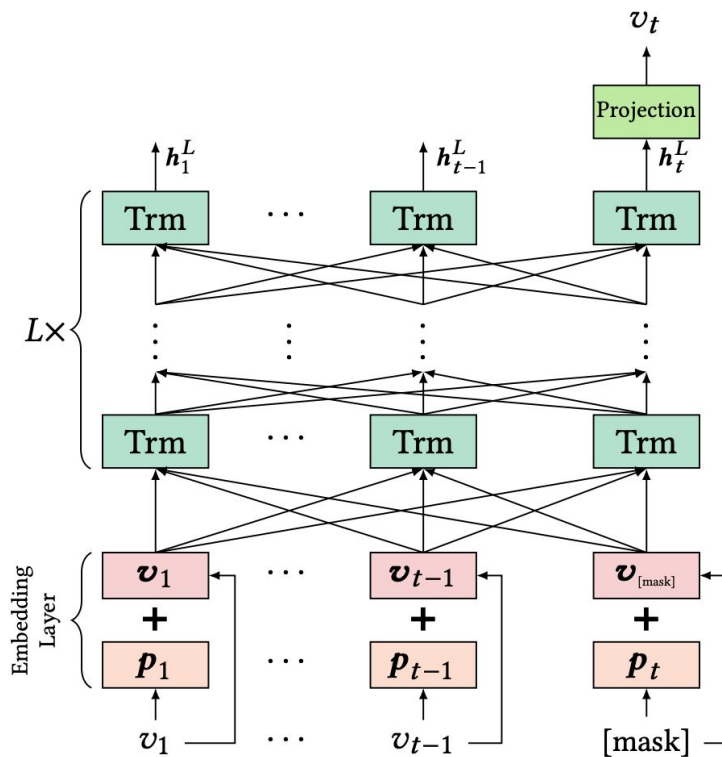 v_t
Projection
h_1^L h_{t-1}^L h_t^L
Trm ··· Trm Trm
L×
Trm ··· Trm Trm
Embedding Layer
v_1 ··· v_{t-1} v_{[mask]}
+ + +
p_1 ··· p_{t-1} p_t
v_1 ··· v_{t-1} [mask]